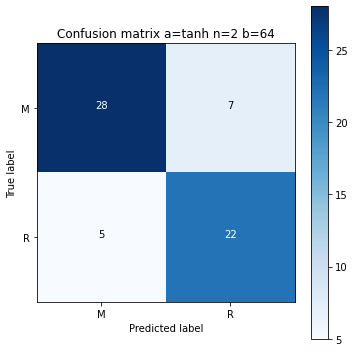 Confusion matrix a=tanh n=2 b=64
True label
M
28
7
R
5
22
M
R
Predicted label
25
20
15
10
5